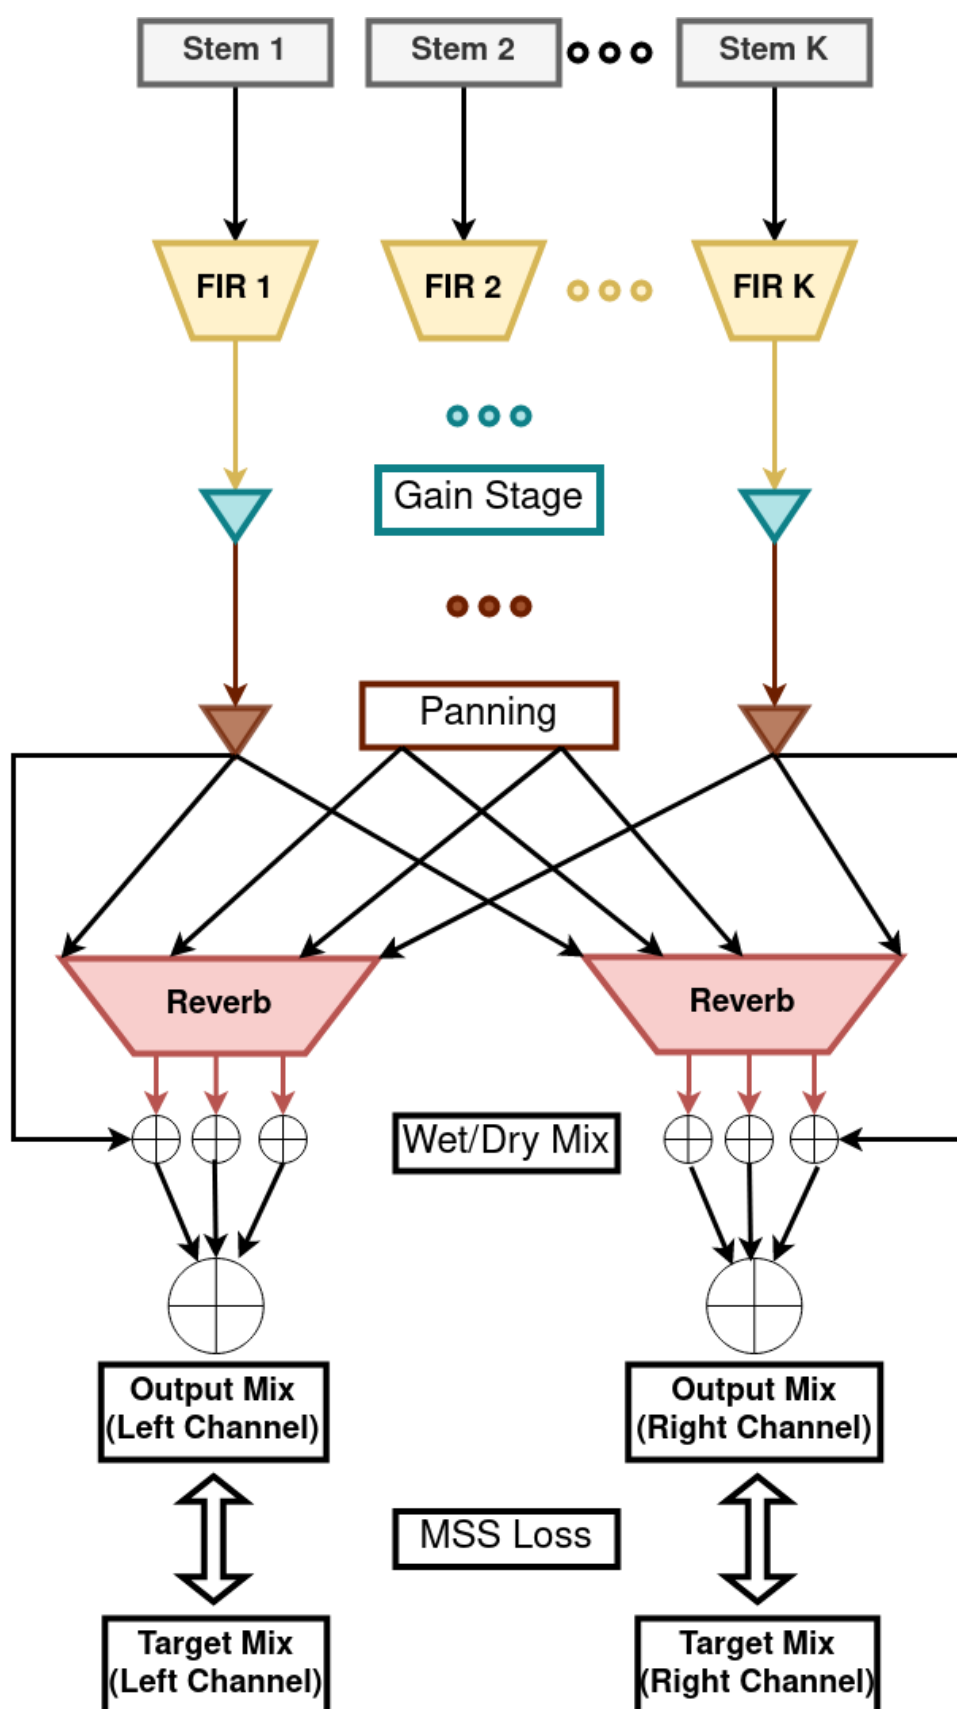 Stem 1
Stem 2
Stem K
FIR 1
FIR 2
FIR K
Gain Stage
Panning
Reverb
Reverb
Wet/Dry Mix
Output Mix
(Left Channel)
Output Mix
(Right Channel)
MSS Loss
Target Mix
(Left Channel)
Target Mix
(Right Channel)